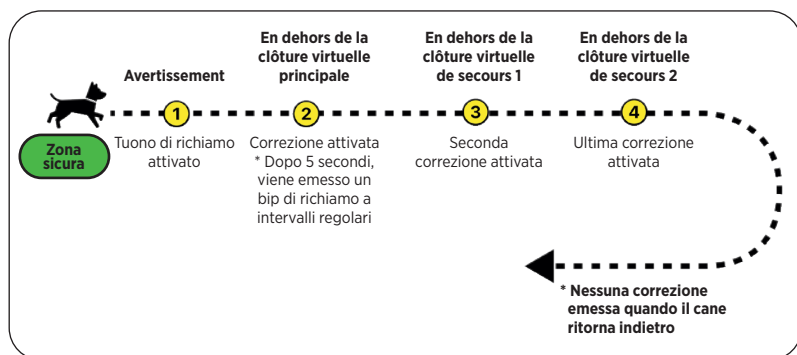 Avertissement
1
Tuono di richiamo
attivato
En dehors de la
clôture virtuelle
principale
2
Correzione attivata
* Dopo 5 secondi,
viene emesso un
bip di richiamo a
intervalli regolari
En dehors de la
clôture virtuelle
de secours 1
3
Seconda
correzione attivata
En dehors de la
clôture virtuelle
de secours 2
4
Ultima correzione
attivata
Zona
sicura
* Nessuna correzione
emessa quando il cane
ritorna indietro